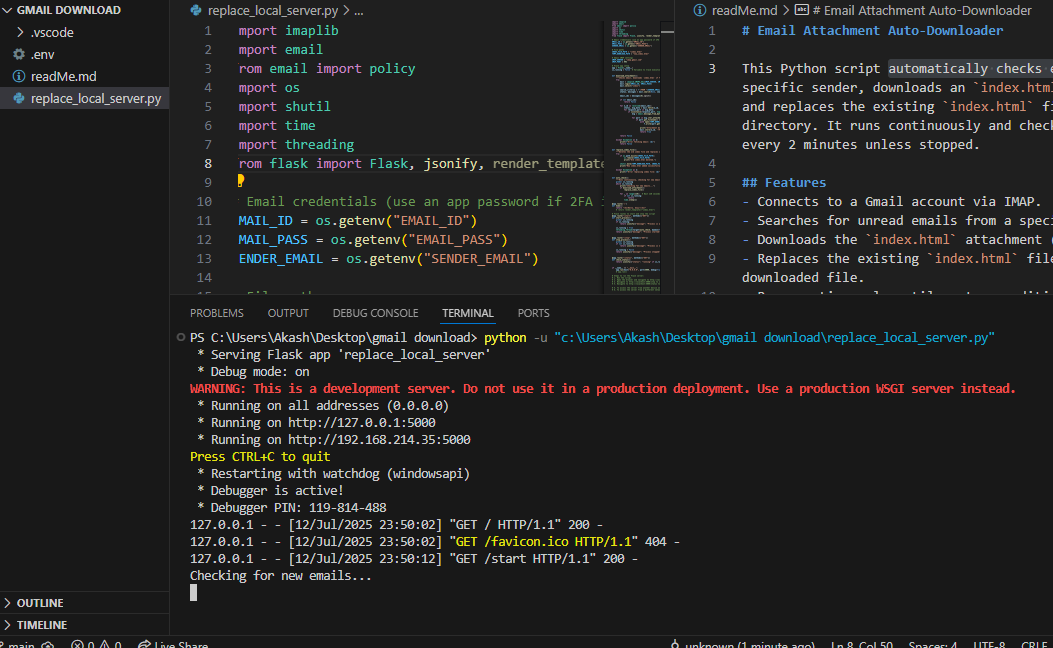 GMAIL DOWNLOAD
.vscode
.env
readMe.md
replace_local_server.py
OUTLINE
TIMELINE
replace_local_server.py > ...
1 mport imaplib
2 mport email
3 rom email import policy
4 mport os
5 mport shutil
6 mport time
7 mport threading
8 rom flask import Flask, jsonify, render_template
9
10 Email credentials (use an app password if 2FA
11 MAIL_ID = os.getenv("EMAIL_ID")
12 MAIL_PASS = os.getenv("EMAIL_PASS")
13 ENDER_EMAIL = os.getenv("SENDER_EMAIL")
14
readMe.md > # Email Attachment Auto-Downloader
1 # Email Attachment Auto-Downloader
2
3 This Python script automatically checks
specific sender, downloads an `index.html
and replaces the existing `index.html` fi
directory. It runs continuously and chec
every 2 minutes unless stopped.
4
5 ## Features
6 - Connects to a Gmail account via IMAP.
7 - Searches for unread emails from a speci
8 - Downloads the `index.html` attachment
9 - Replaces the existing `index.html` file
downloaded file.
PROBLEMS OUTPUT DEBUG CONSOLE TERMINAL PORTS
PS C:\Users\Akash\Desktop\gmail download> python -u "c:\Users\Akash\Desktop\gmail download\replace_local_server.py"
* Serving Flask app 'replace_local_server'
* Debug mode: on
WARNING: This is a development server. Do not use it in a production deployment. Use a production WSGI server instead.
* Running on all addresses (0.0.0.0)
* Running on http://127.0.0.1:5000
* Running on http://192.168.214.35:5000
Press CTRL+C to quit
* Restarting with watchdog (windowsapi)
* Debugger is active!
* Debugger PIN: 119-814-488
127.0.0.1 - - [12/Jul/2025 23:50:02] "GET / HTTP/1.1" 200 -
127.0.0.1 - - [12/Jul/2025 23:50:02] "GET /favicon.ico HTTP/1.1" 404 -
127.0.0.1 - - [12/Jul/2025 23:50:12] "GET /start HTTP/1.1" 200 -
Checking for new emails...
main 0 0 Live Share unknown (1 minute ago) Ln 8, Col 50 Spaces: 4 UTF-8 CRLF